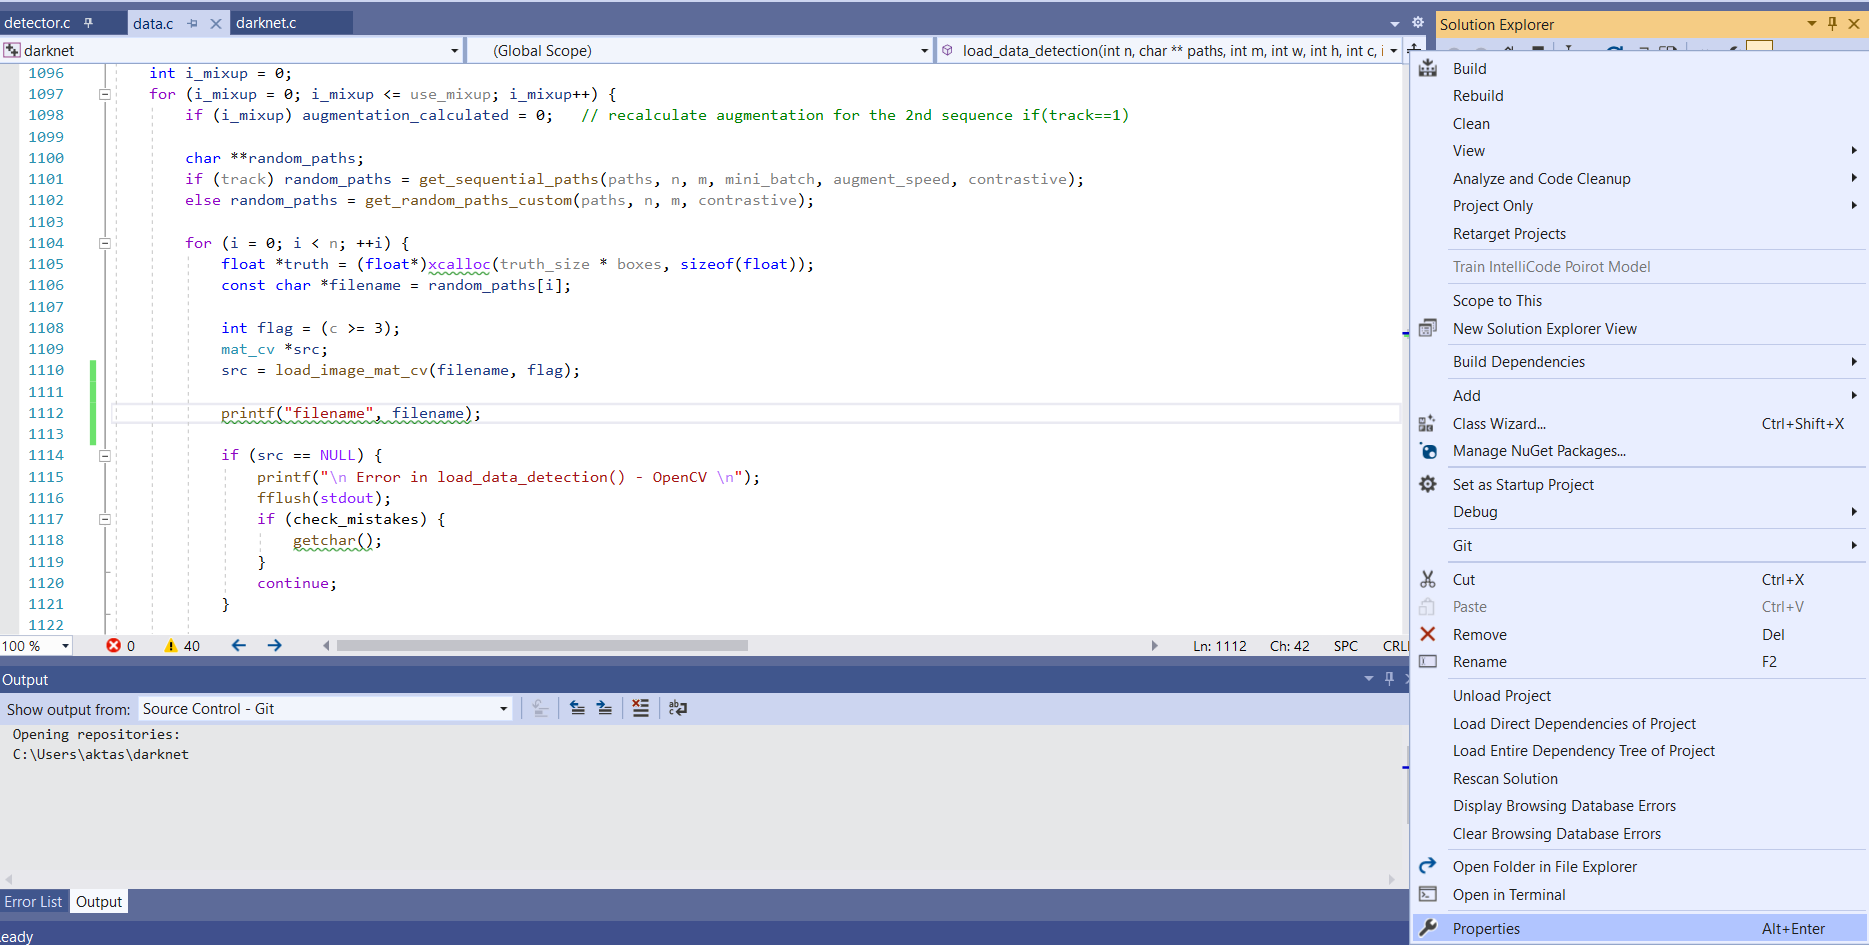 detector.c
data.c
darknet.c
Solution Explorer
darknet
(Global Scope)
load_data_detection(int n, char ** paths, int m, int w, int h, int c, i
1096 int i_mixup = 0;
1097 for (i_mixup = 0; i_mixup <= use_mixup; i_mixup++) {
1098 if (i_mixup) augmentation_calculated = 0;   // recalculate augmentation for the 2nd sequence if(track==1)
1099
1100 char **random_paths;
1101 if (track) random_paths = get_sequential_paths(paths, n, m, mini_batch, augment_speed, contrastive);
1102 else random_paths = get_random_paths_custom(paths, n, m, contrastive);
1103
1104 for (i = 0; i < n; ++i) {
1105 float *truth = (float*)xcalloc(truth_size * boxes, sizeof(float));
1106 const char *filename = random_paths[i];
1107
1108 int flag = (c >= 3);
1109 mat_cv *src;
1110 src = load_image_mat_cv(filename, flag);
1111
1112 printf("filename", filename);
1113
1114 if (src == NULL) {
1115 printf("\n Error in load_data_detection() - OpenCV \n");
1116 fflush(stdout);
1117 if (check_mistakes) {
1118 getchar();
1119 }
1120 continue;
1121 }
1122
100 %
0
40
Ln: 1112
Ch: 42
SPC
CRL
Output
Show output from:
Source Control - Git
Opening repositories:
C:\Users\aktas\darknet
Error List
Output
eady
Build
Rebuild
Clean
View
Analyze and Code Cleanup
Project Only
Retarget Projects
Train IntelliCode Poirot Model
Scope to This
New Solution Explorer View
Build Dependencies
Add
Class Wizard... Ctrl+Shift+X
Manage NuGet Packages...
Set as Startup Project
Debug
Git
Cut Ctrl+X
Paste Ctrl+V
Remove Del
Rename F2
Unload Project
Load Direct Dependencies of Project
Load Entire Dependency Tree of Project
Rescan Solution
Display Browsing Database Errors
Clear Browsing Database Errors
Open Folder in File Explorer
Open in Terminal
Properties Alt+Enter